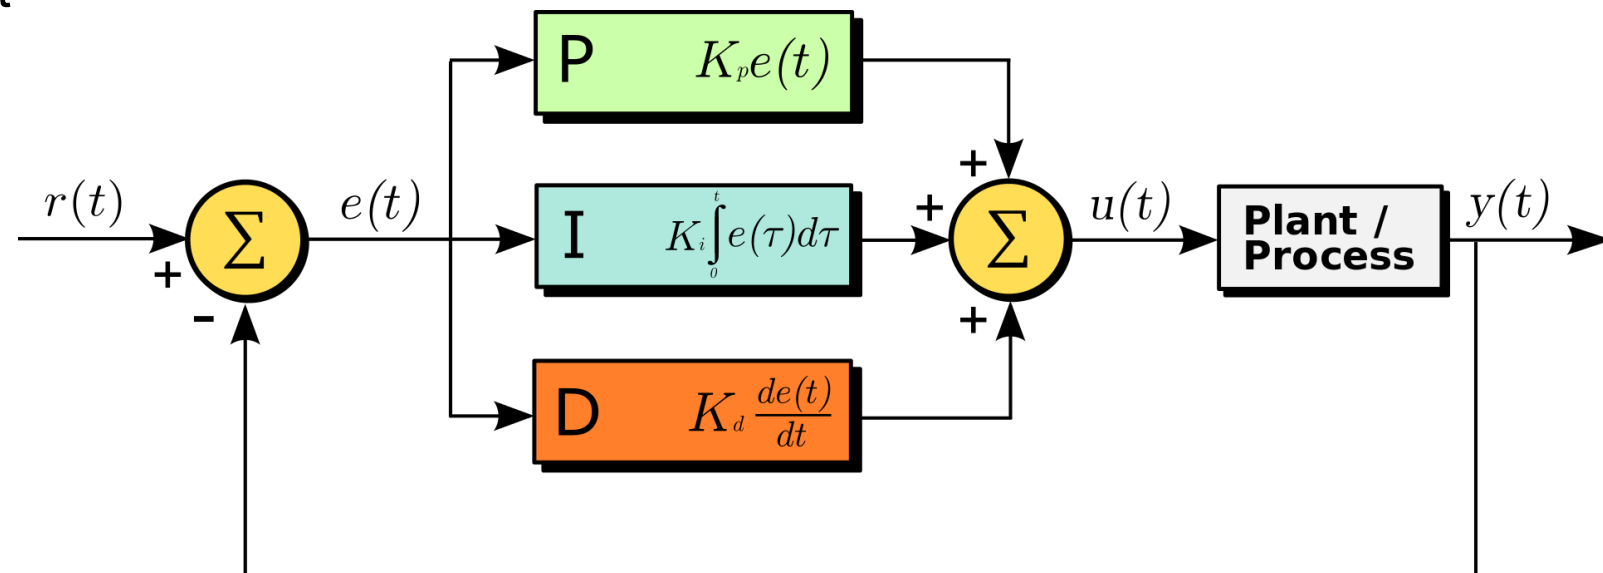 P K_p e(t)
r(t)
+
-
Σ
e(t)
I K_i ∫_0^t e(τ)dτ
D K_d de(t)/dt
+
+
+
Σ
u(t)
Plant /
Process
y(t)